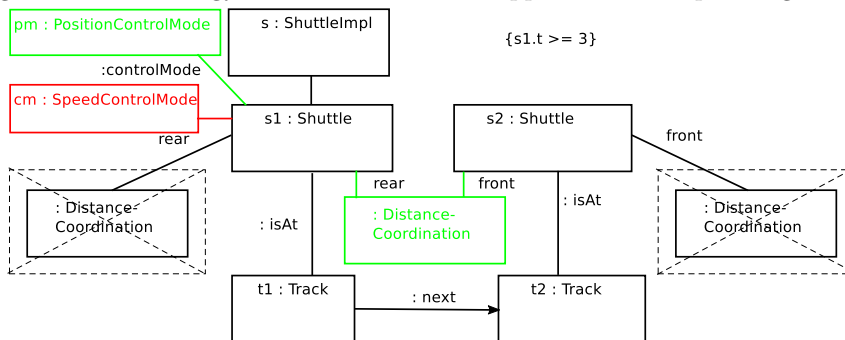 pm : PositionControlMode
s : ShuttleImpl
{s1.t >= 3}
:controlMode
cm : SpeedControlMode
s1 : Shuttle
s2 : Shuttle
rear
front
rear
front
: isAt
: Distance-
Coordination
: Distance-
Coordination
: Distance-
Coordination
: isAt
t1 : Track
: next
t2 : Track